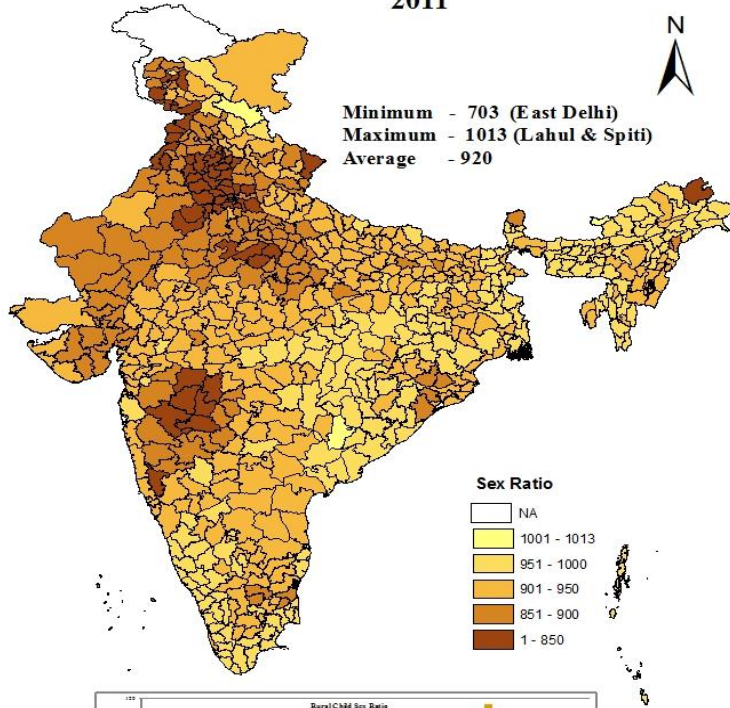 2011
N
Minimum - 703 (East Delhi)
Maximum - 1013 (Lahul & Spiti)
Average - 920
Sex Ratio
NA
1001 - 1013
951 - 1000
901 - 950
851 - 900
1 - 850
Rural Child Sex Ratio